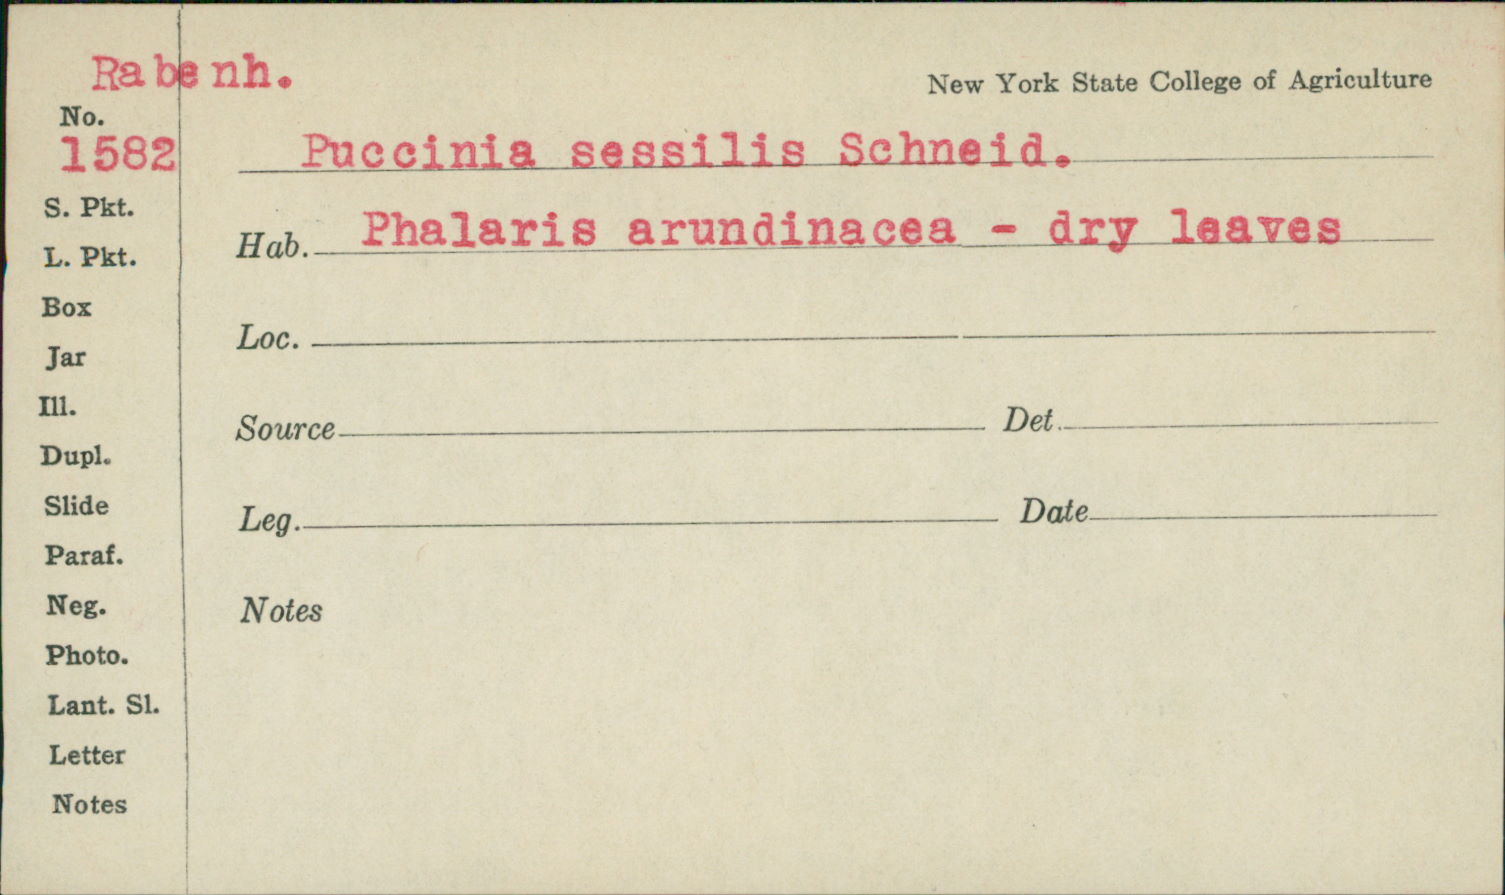 Rabenh.
New York State College of Agriculture
No.
1582
Puccinia sessilis Schneid.
S. Pkt.
Hab. Phalaris arundinacea - dry leaves
L. Pkt.
Box
Loc.
Jar
Ill.
Source Det.
Dupl.
Slide
Leg. Date
Paraf.
Neg.
Notes
Photo.
Lant. Sl.
Letter
Notes